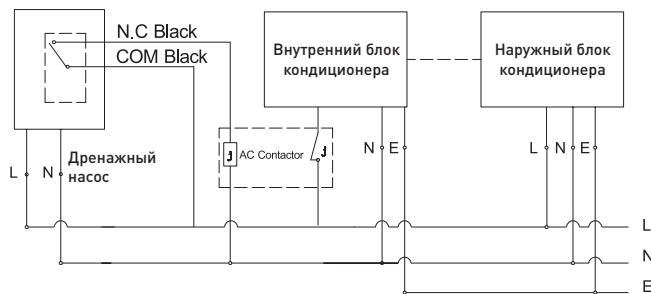 N.C Black
COM Black
Внутренний блок
кондиционера
Наружный блок
кондиционера
J
AC Contactor
J
L
N
Дренажный
насос
N
E
L
N
E
L
N
E